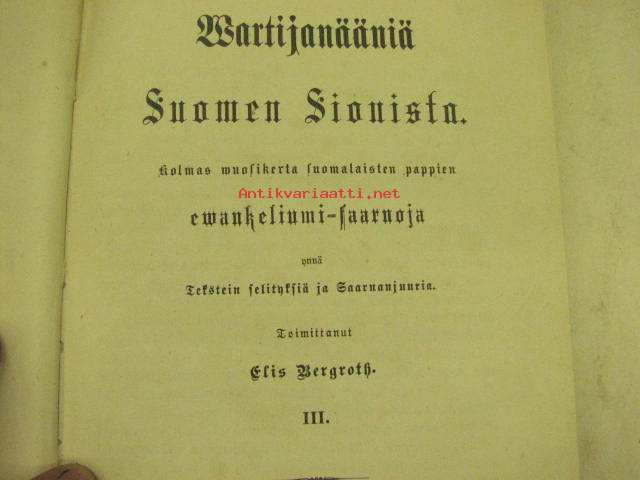 Wartijanääniä
Suomen Sionista.
Kolmas wuosikerta suomalaisten pappien
Antikvariaatti.net
ewankeliumi-saarnoja
ynnä
Tekstein selityksiä ja Saarnanjuuria.
Toimittanut
Elis Bergroth.
III.